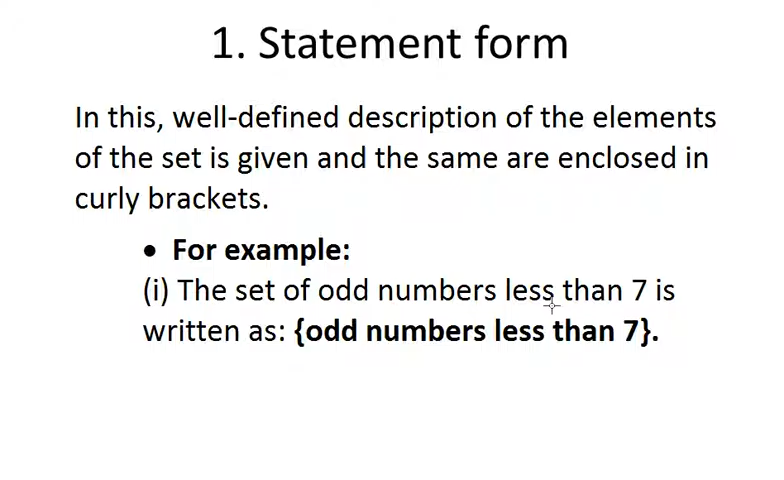 1. Statement form
In this, well-defined description of the elements
of the set is given and the same are enclosed in
curly brackets.
• For example:
(i) The set of odd numbers less than 7 is
written as: {odd numbers less than 7}.